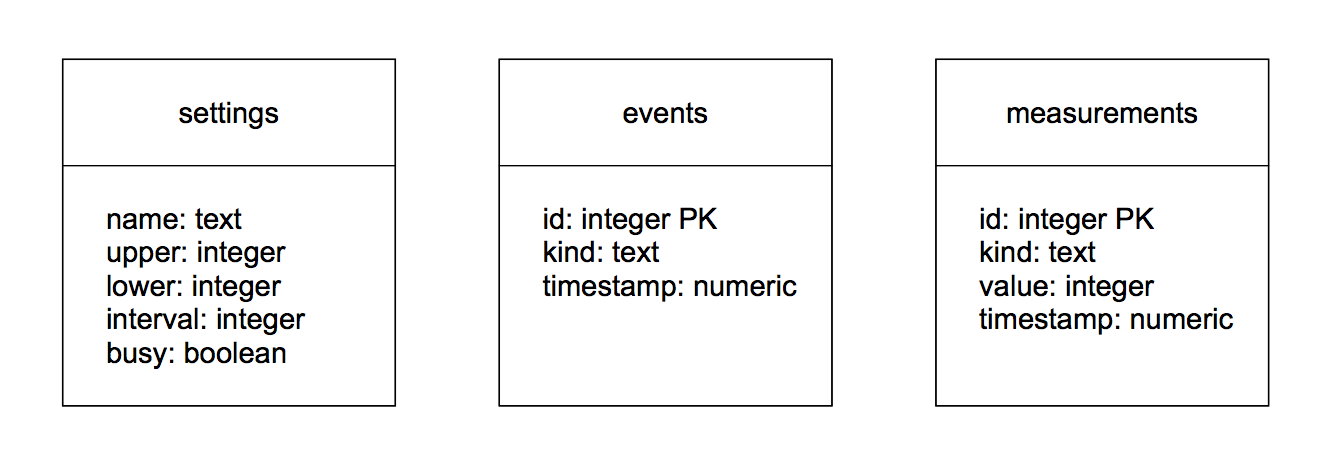 settings
name: text
upper: integer
lower: integer
interval: integer
busy: boolean
events
id: integer PK
kind: text
timestamp: numeric
measurements
id: integer PK
kind: text
value: integer
timestamp: numeric